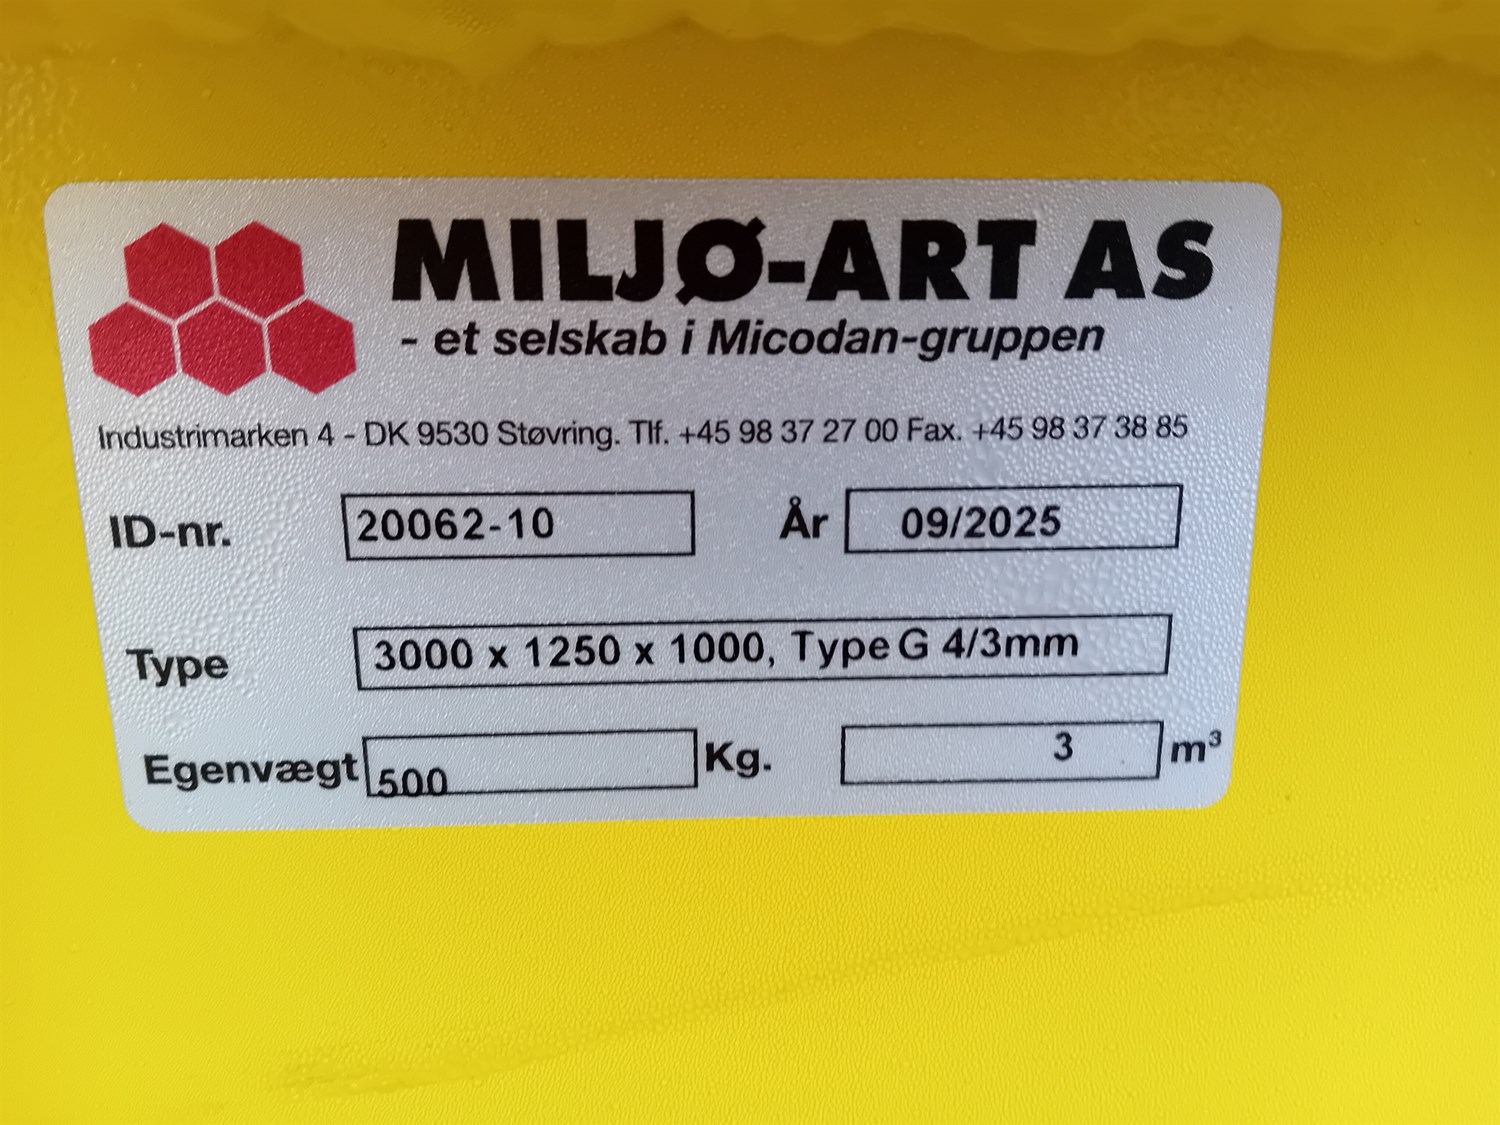 MILJØ-ART AS
- et selskab i Micodan-gruppen
Industrimarken 4 - DK 9530 Støvring. Tlf. +45 98 37 27 00 Fax. +45 98 37 38 85
ID-nr. 20062-10 År 09/2025
Type 3000 x 1250 x 1000, Type G 4/3mm
Egenvægt 500 Kg. 3 m³